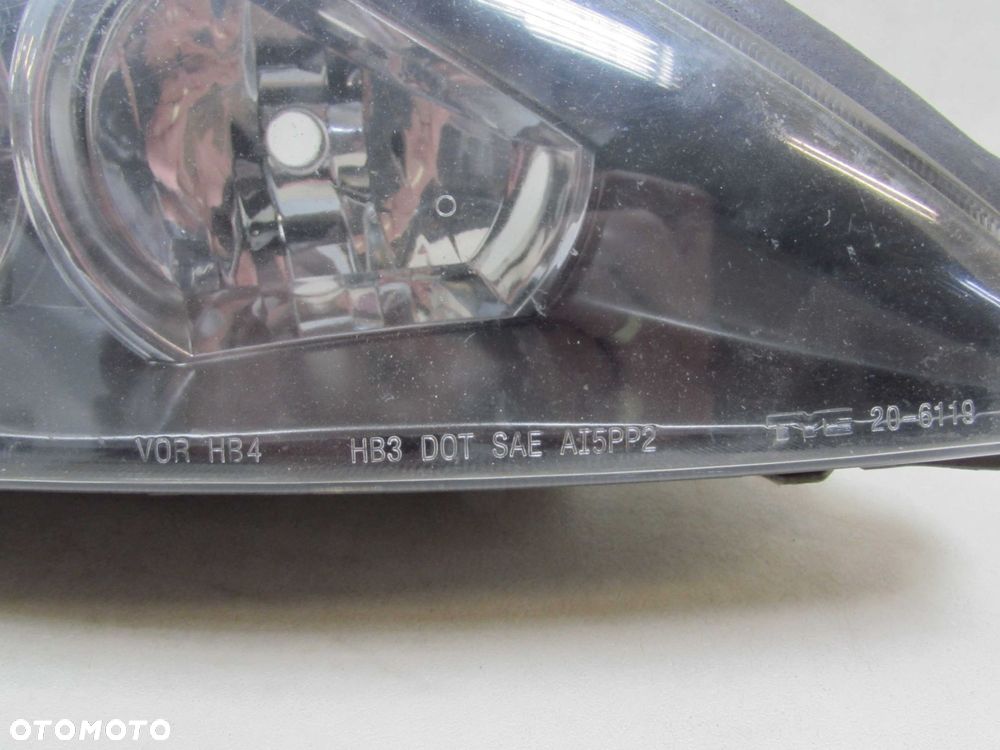 VOR HB4 HB3 DOT SAE AI5PP2 TYC 20-6119
OTOMOTO